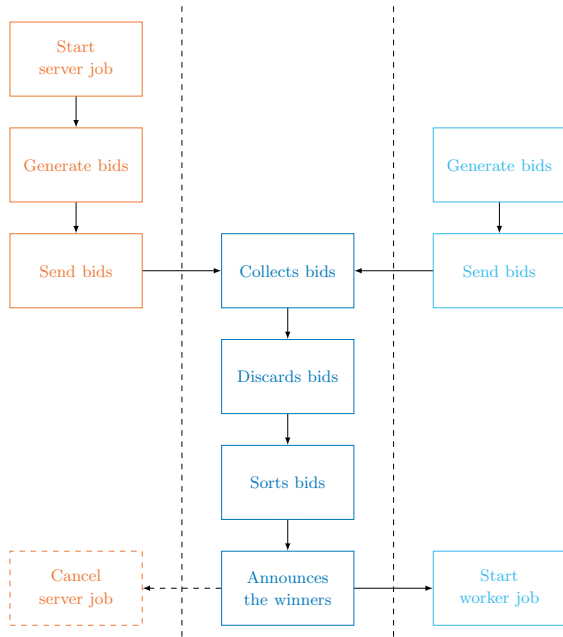 Start
server job
Generate bids
Generate bids
Send bids
Collects bids
Send bids
Discards bids
Sorts bids
Cancel
server job
Announces
the winners
Start
worker job